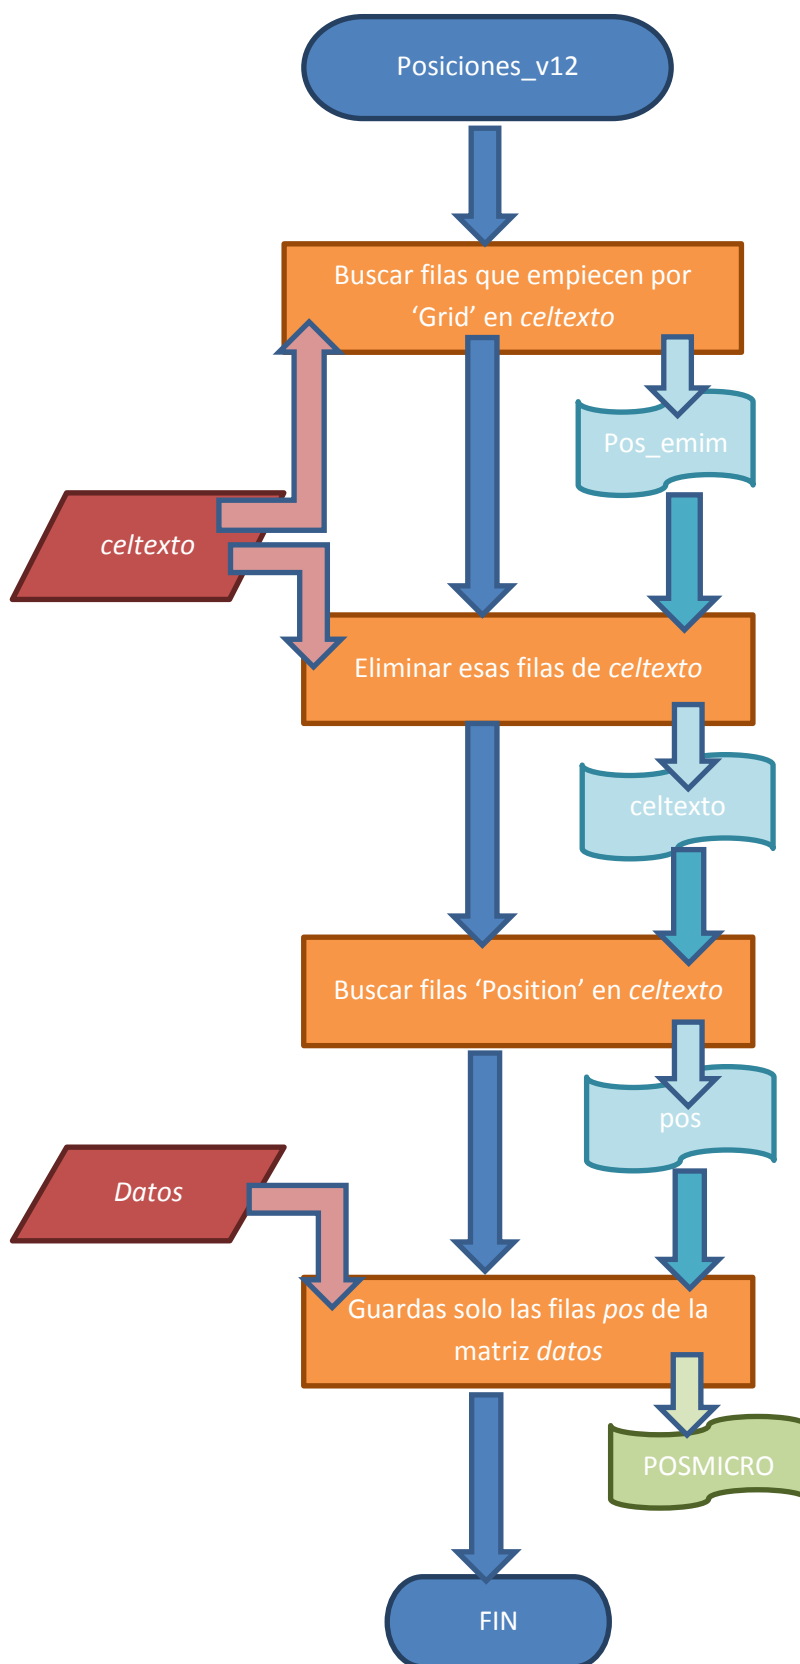 Posiciones_v12
Buscar filas que empiecen por
‘Grid’ en celtexto
Pos_emim
celtexto
Eliminar esas filas de celtexto
celtexto
Buscar filas ‘Position’ en celtexto
pos
Datos
Guardas solo las filas pos de la
matriz datos
POSMICRO
FIN